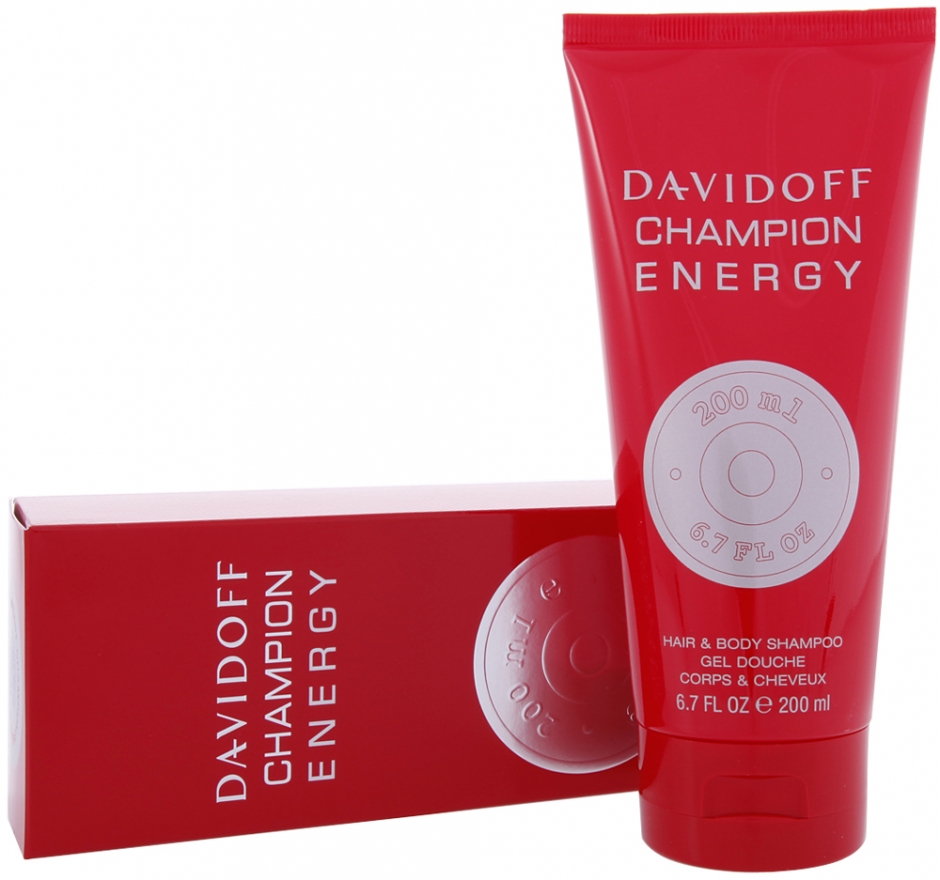 DAVIDOFF
CHAMPION
ENERGY
200 ml
6.7 FL OZ
HAIR & BODY SHAMPOO
GEL DOUCHE
CORPS & CHEVEUX
6.7 FL OZ ℮ 200 ml
DAVIDOFF
CHAMPION
ENERGY
200 ml ℮